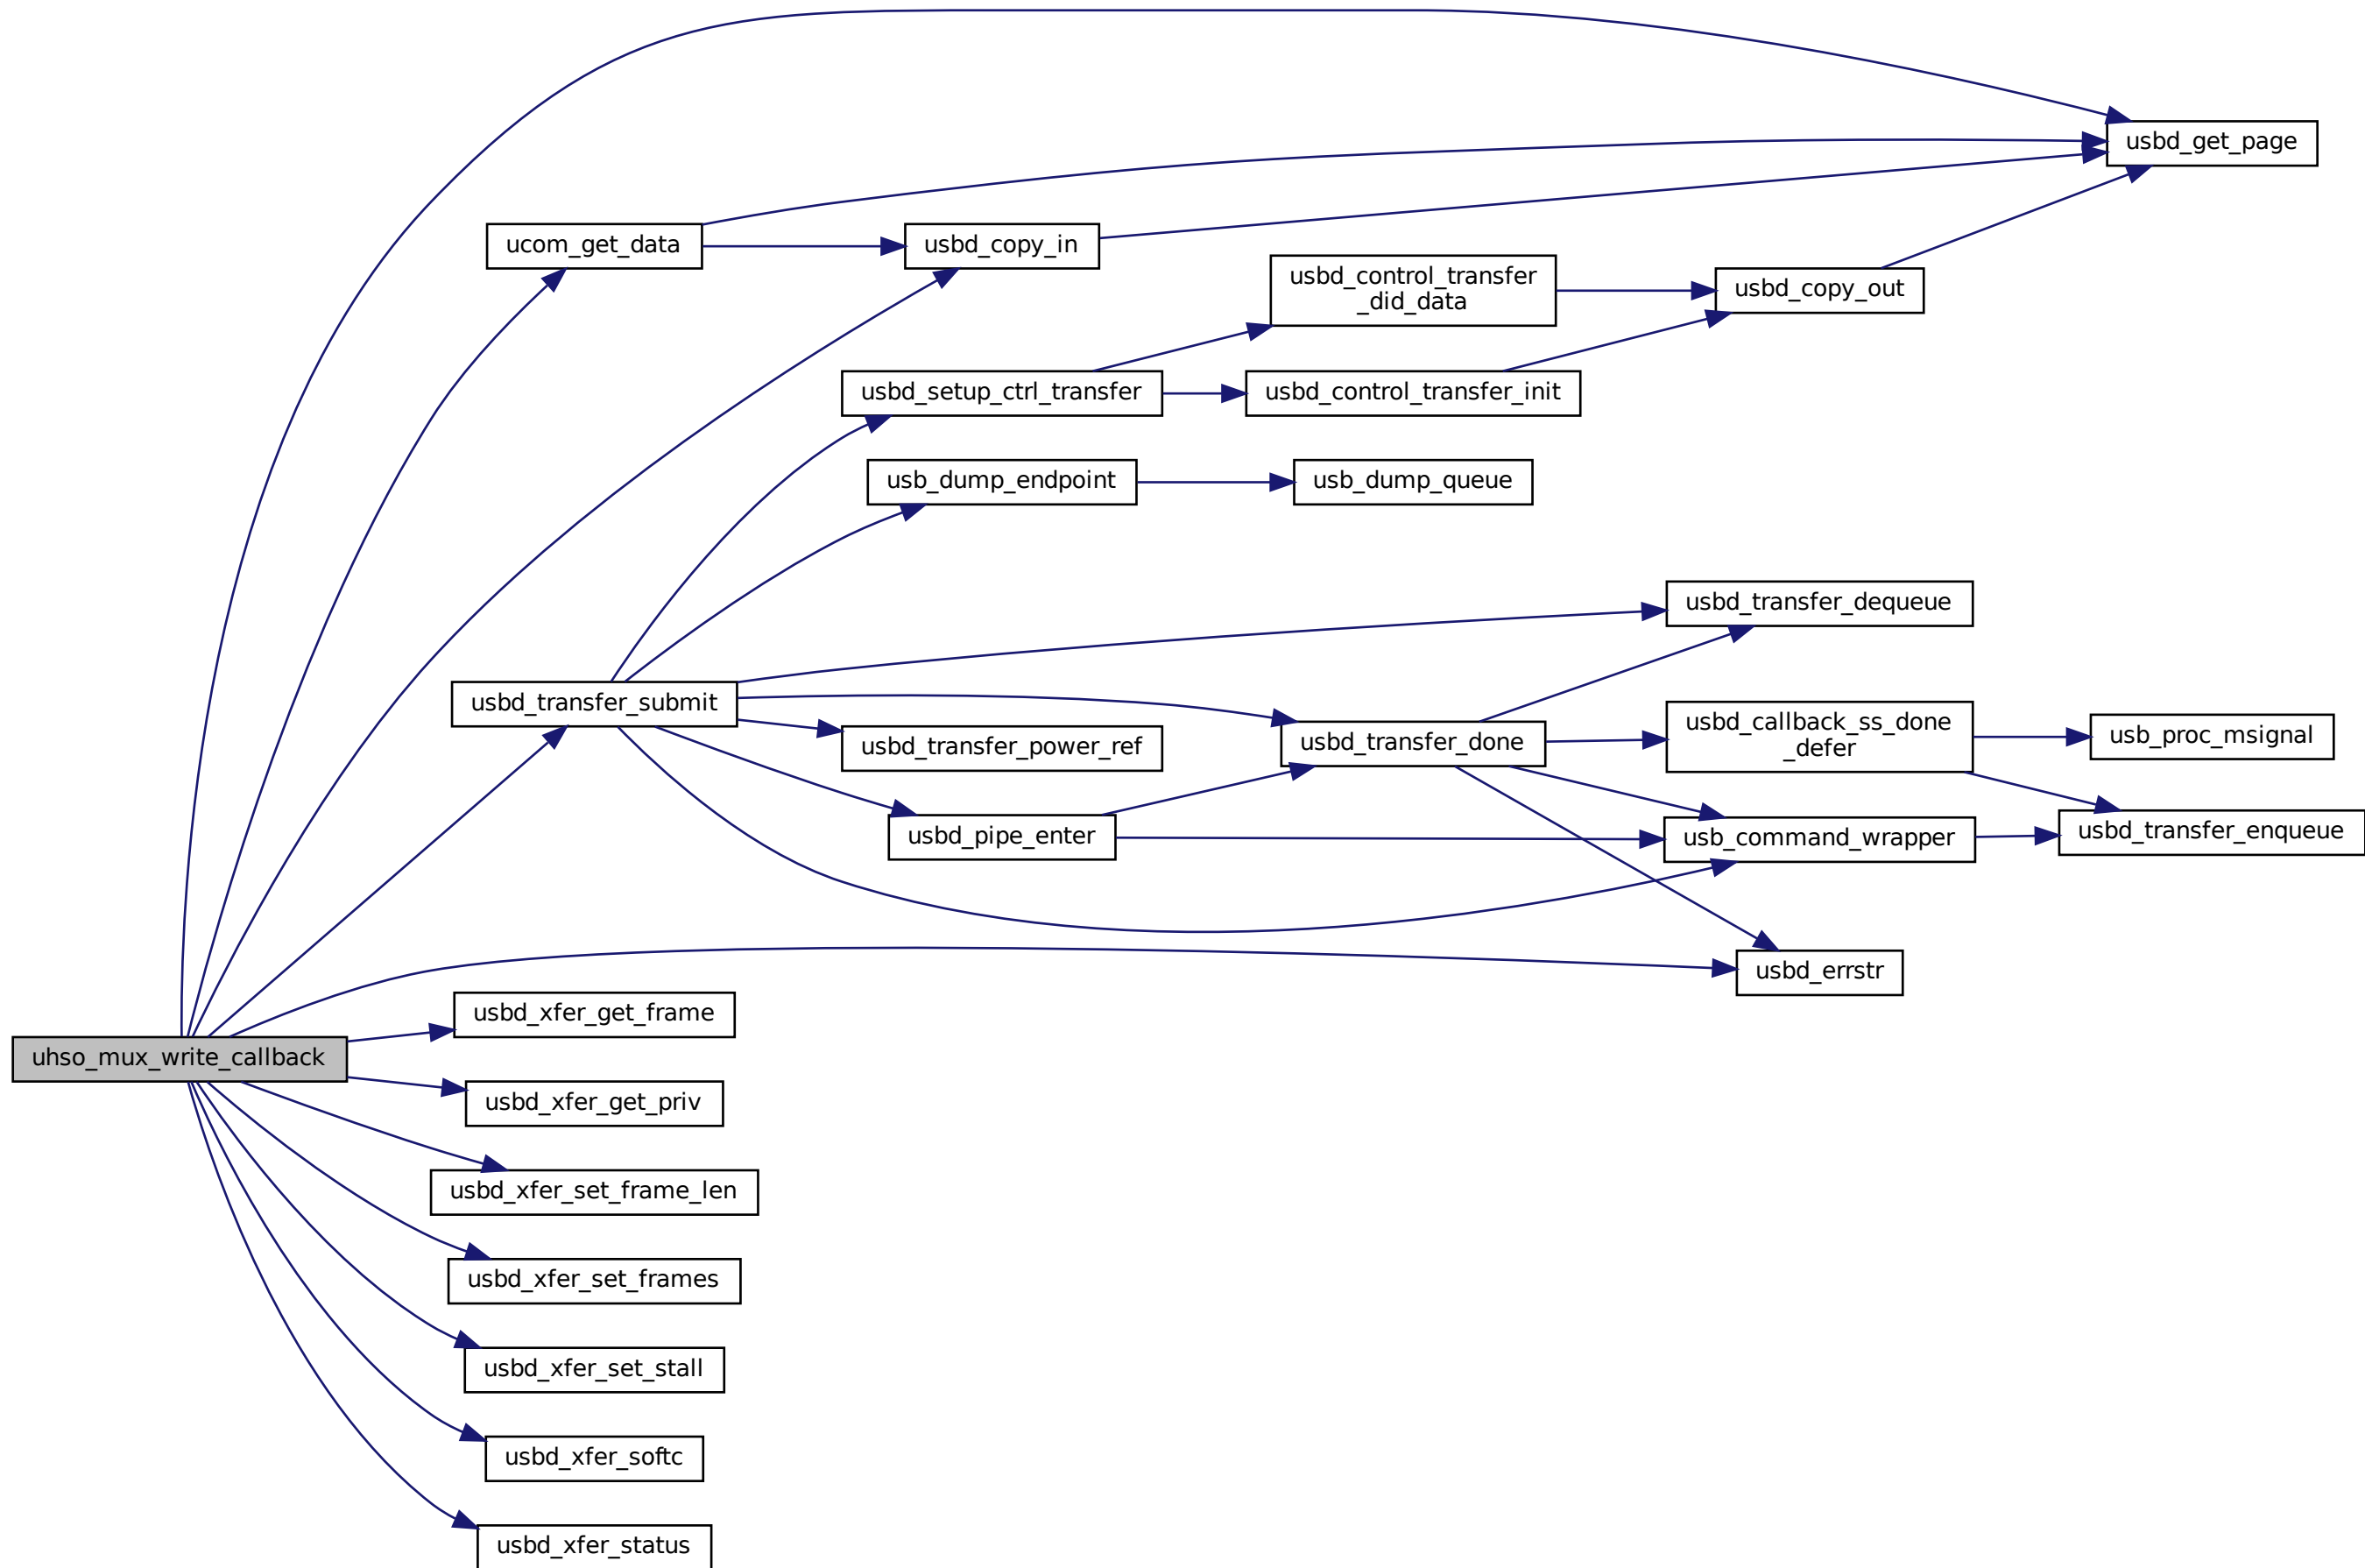 usbd_get_page
ucom_get_data
usbd_copy_in
usbd_control_transfer
_did_data
usbd_copy_out
usbd_setup_ctrl_transfer
usbd_control_transfer_init
usb_dump_endpoint
usb_dump_queue
usbd_transfer_dequeue
usbd_transfer_submit
usbd_callback_ss_done
_defer
usbd_transfer_power_ref
usbd_transfer_done
usb_proc_msignal
usbd_pipe_enter
usb_command_wrapper
usbd_transfer_enqueue
usbd_errstr
usbd_xfer_get_frame
uhso_mux_write_callback
usbd_xfer_get_priv
usbd_xfer_set_frame_len
usbd_xfer_set_frames
usbd_xfer_set_stall
usbd_xfer_softc
usbd_xfer_status